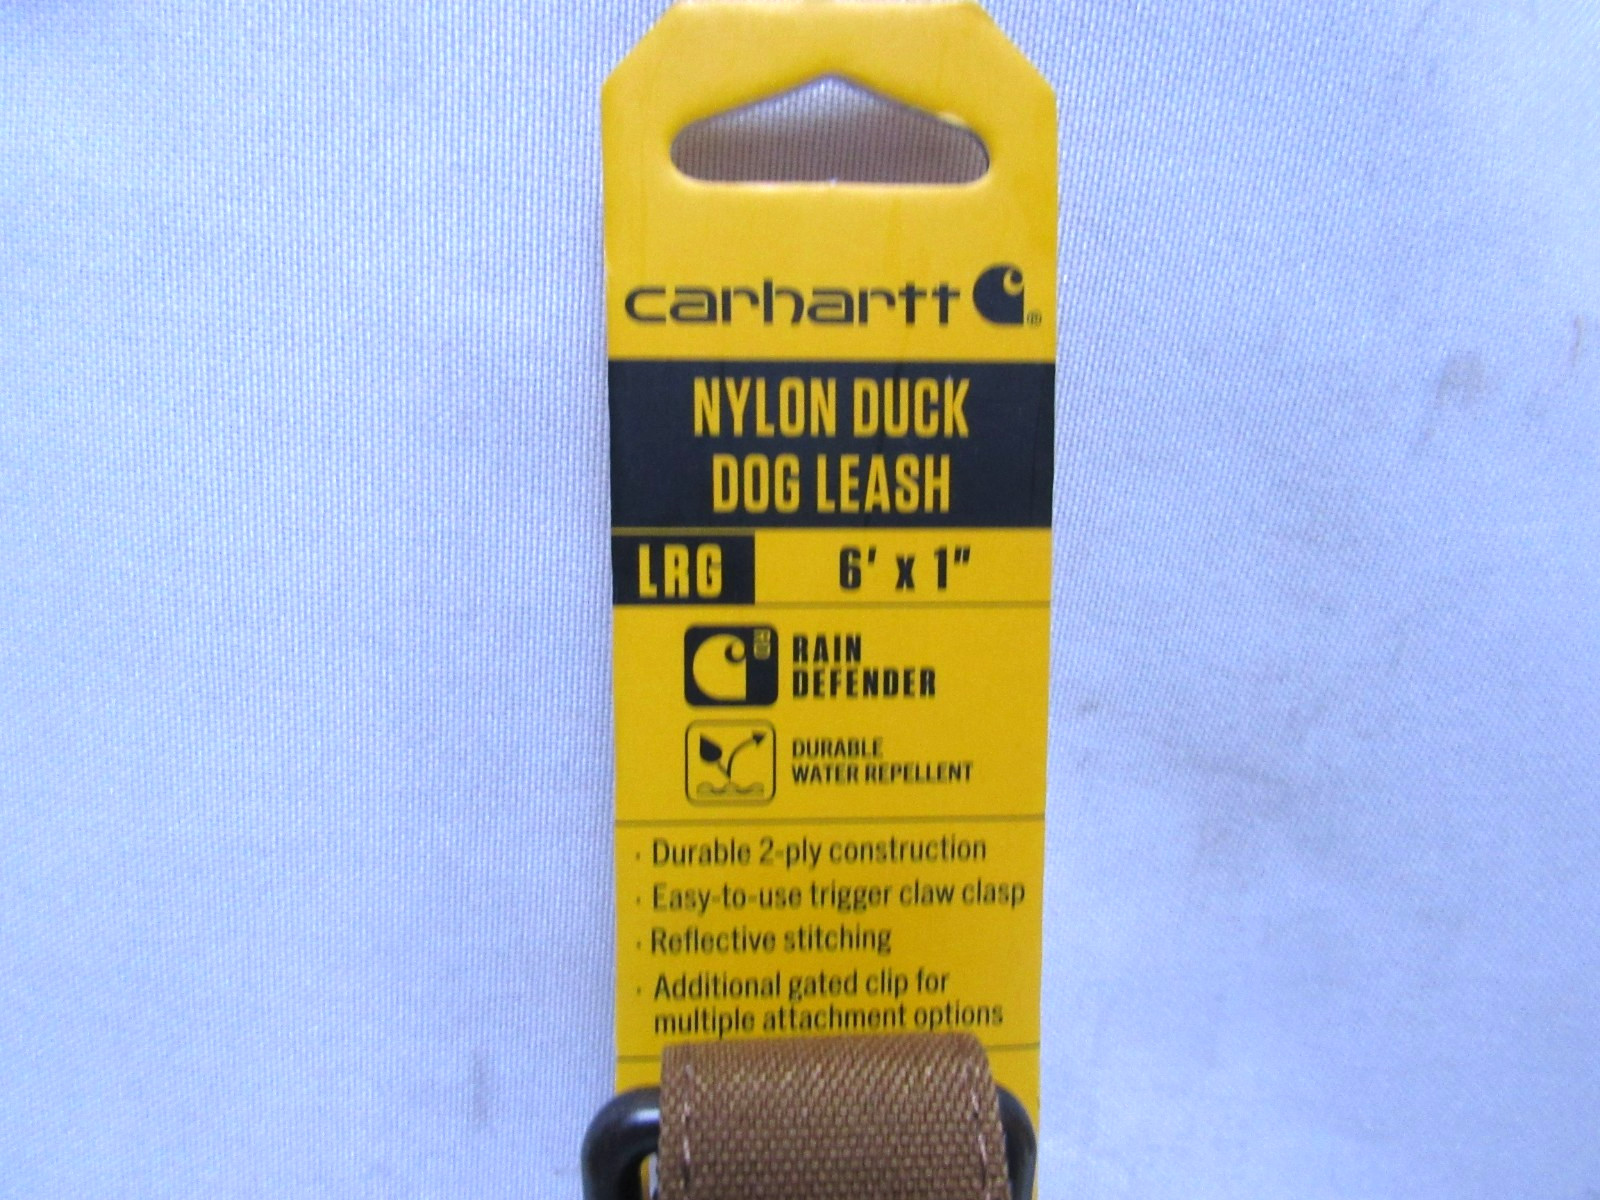 carhartt ®
NYLON DUCK
DOG LEASH
LRG 6' x 1"
RD
RAIN
DEFENDER
DURABLE
WATER REPELLENT
· Durable 2-ply construction
· Easy-to-use trigger claw clasp
· Reflective stitching
· Additional gated clip for
multiple attachment options